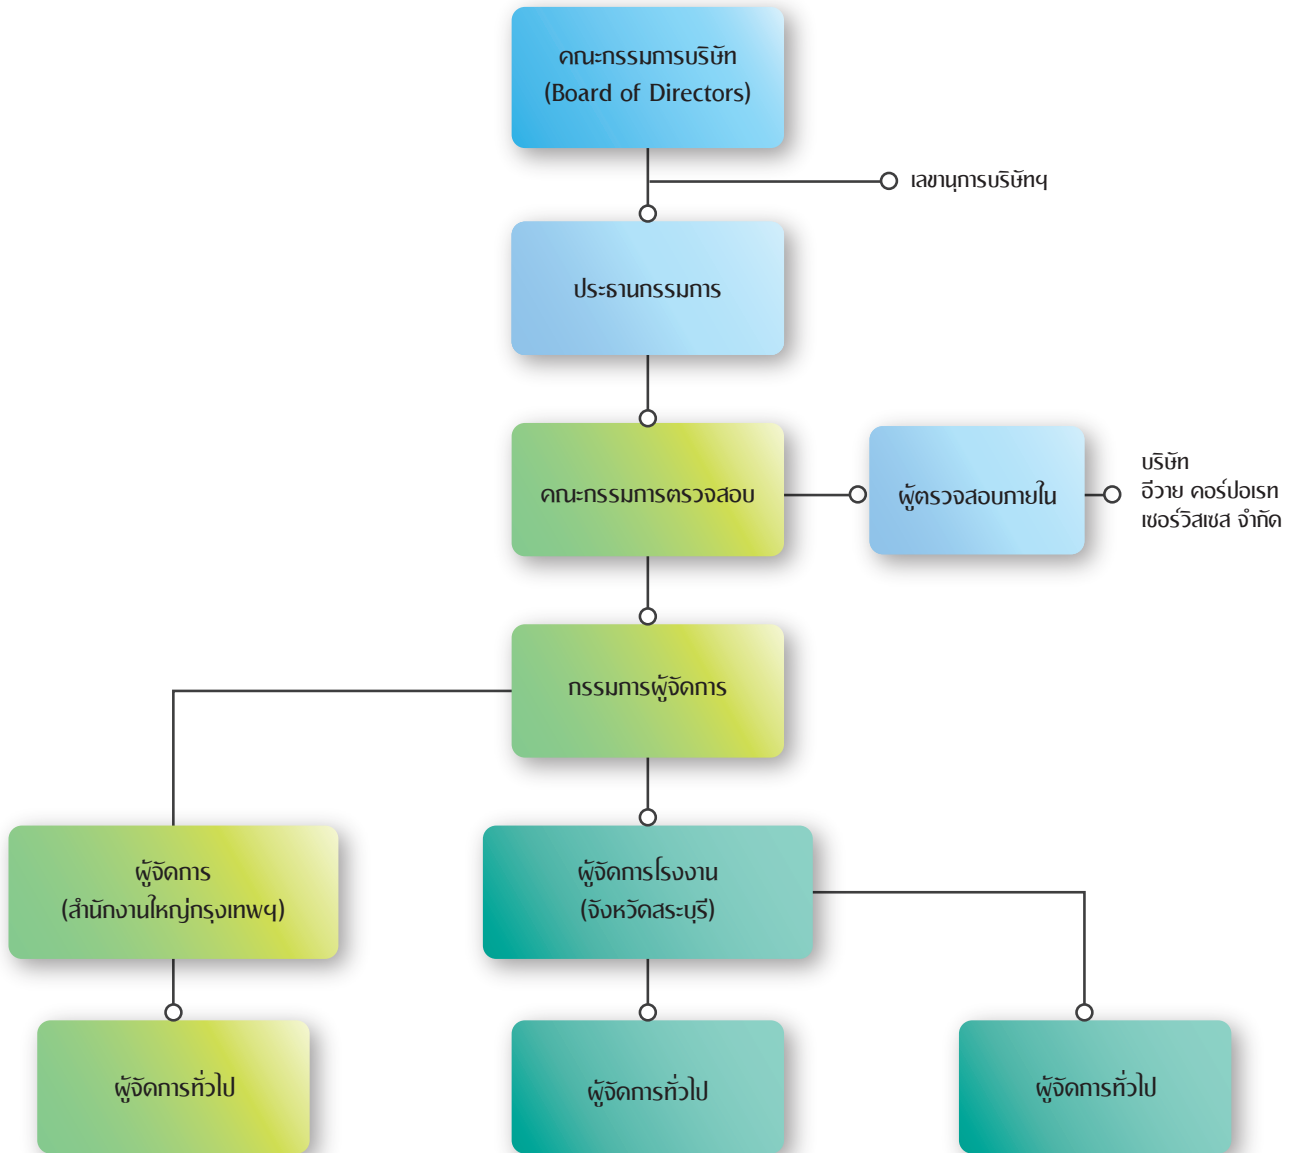 คณะกรรมการบริษัท
(Board of Directors)
เลขานุการบริษัทฯ
ประธานกรรมการ
คณะกรรมการตรวจสอบ
ผู้ตรวจสอบภายใน
บริษัท
อีวาย คอร์ปอเรท
เซอร์วิสเซส จำกัด
กรรมการผู้จัดการ
ผู้จัดการ
(สำนักงานใหญ่กรุงเทพฯ)
ผู้จัดการโรงงาน
(จังหวัดสระบุรี)
ผู้จัดการทั่วไป
ผู้จัดการทั่วไป
ผู้จัดการทั่วไป